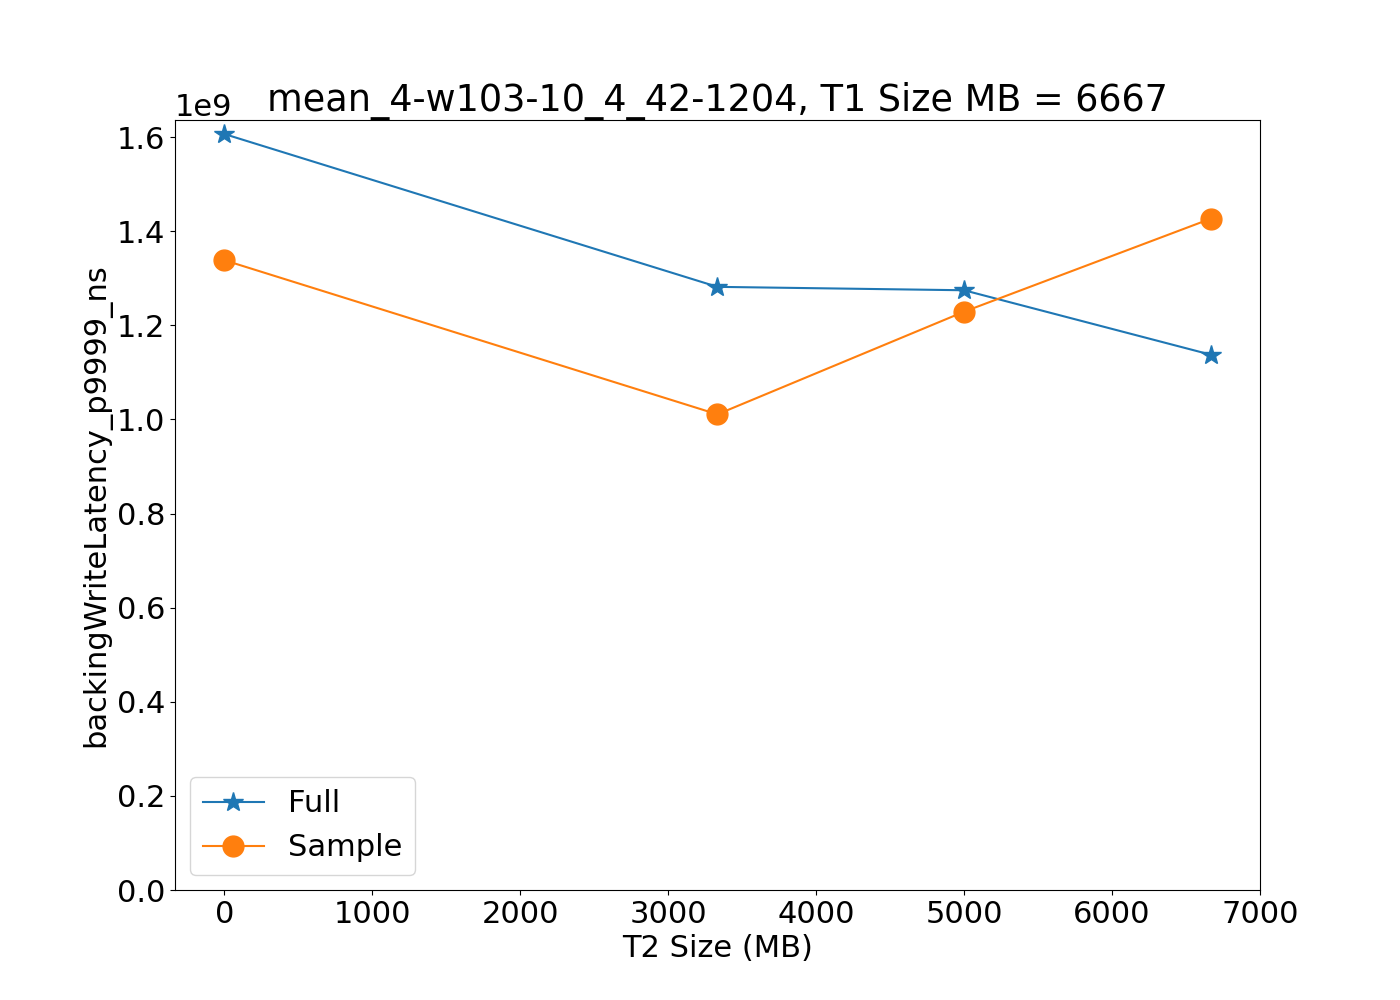 mean_4-w103-10_4_42-1204, T1 Size MB = 6667
1e9
1.6
1.4
1.2
1.0
0.8
0.6
0.4
0.2
0.0
backingWriteLatency_p9999_ns
Full
Sample
0 1000 2000 3000 4000 5000 6000 7000
T2 Size (MB)